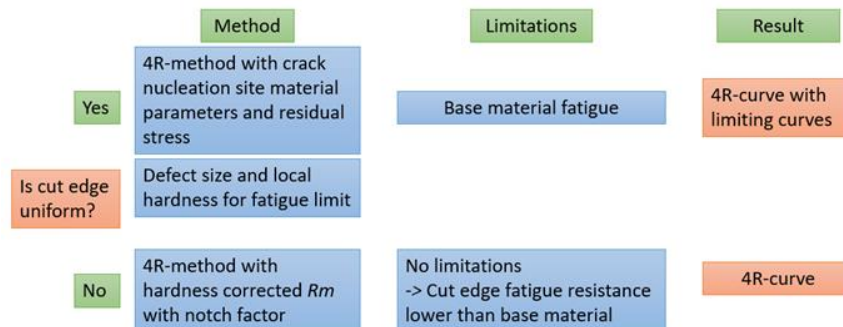 Method
Limitations
Result
Yes
4R-method with crack
nucleation site material
parameters and residual
stress
Base material fatigue
4R-curve with
limiting curves
Is cut edge
uniform?
Defect size and local
hardness for fatigue limit
No
4R-method with
hardness corrected Rm
with notch factor
No limitations
-> Cut edge fatigue resistance
lower than base material
4R-curve